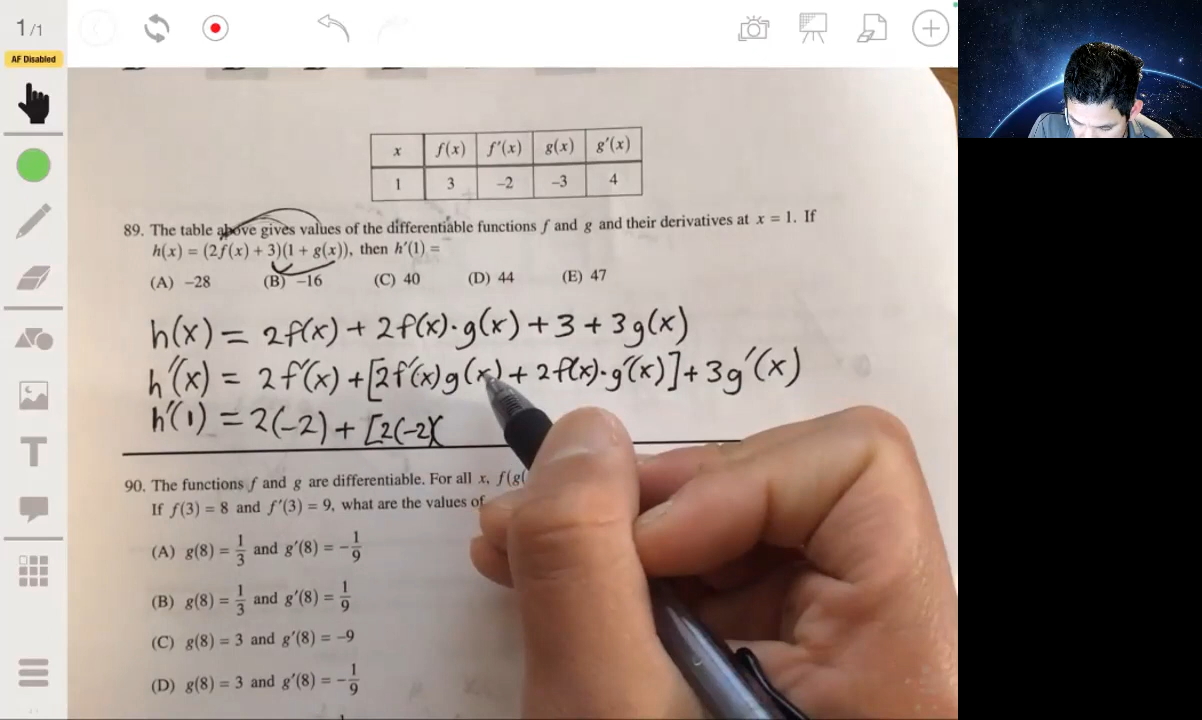 1/1
AF Disabled
x f(x) f'(x) g(x) g'(x)
1 3 −2 −3 4
89. The table above gives values of the differentiable functions f and g and their derivatives at x = 1. If
h(x) = (2f(x) + 3)(1 + g(x)), then h'(1) =
(A) −28 (B) −16 (C) 40 (D) 44 (E) 47
h(x) = 2f(x) + 2f(x)·g(x) + 3 + 3g(x)
h'(x) = 2f'(x) + [2f'(x)g(x) + 2f(x)·g'(x)] + 3g'(x)
h'(1) = 2(-2) + [2(-2)(
90. The functions f and g are differentiable. For all x, f(g(
If f(3) = 8 and f'(3) = 9, what are the values of
(A) g(8) = 1/3 and g'(8) = −1/9
(B) g(8) = 1/3 and g'(8) = 1/9
(C) g(8) = 3 and g'(8) = −9
(D) g(8) = 3 and g'(8) = −1/9
T